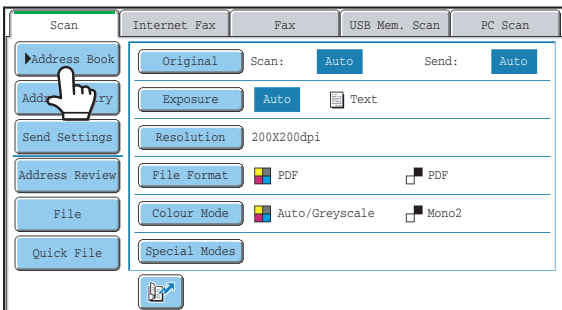 Scan Internet Fax Fax USB Mem. Scan PC Scan
Address Book Original Scan: Auto Send: Auto
Exposure Auto Text
Send Settings Resolution 200X200dpi
Address Review File Format PDF PDF
File Colour Mode Auto/Greyscale Mono2
Quick File Special Modes